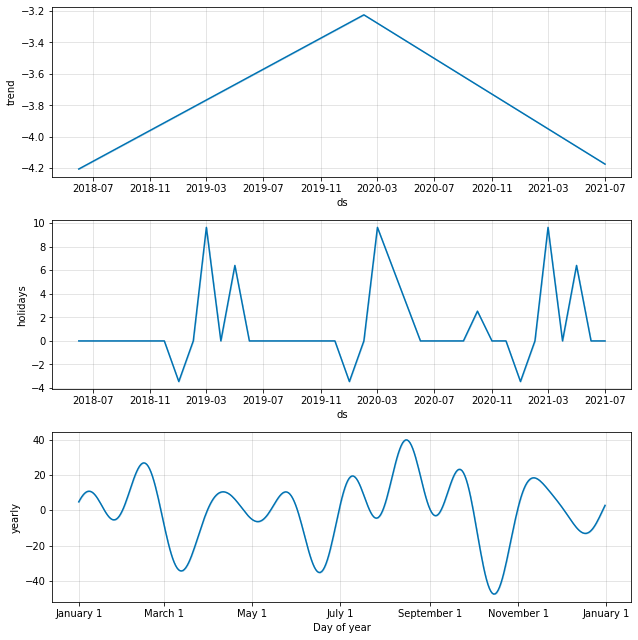 −3.2
−3.4
−3.6
−3.8
−4.0
−4.2
trend
2018-07 2018-11 2019-03 2019-07 2019-11 2020-03 2020-07 2020-11 2021-03 2021-07
ds
10
8
6
4
2
0
−2
−4
holidays
2018-07 2018-11 2019-03 2019-07 2019-11 2020-03 2020-07 2020-11 2021-03 2021-07
ds
40
20
0
−20
−40
yearly
January 1 March 1 May 1 July 1 September 1 November 1 January 1
Day of year